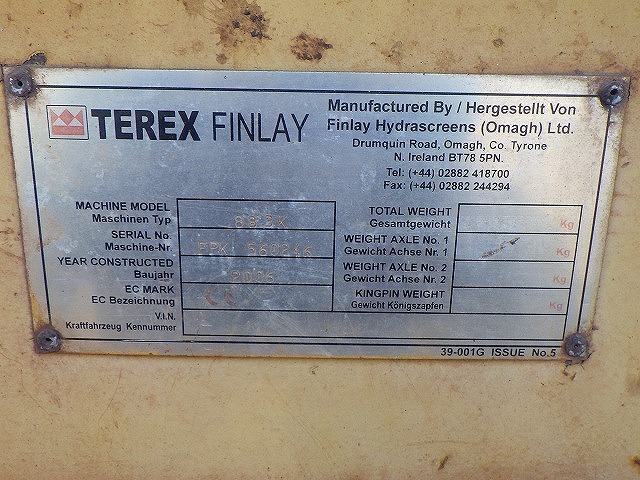 TEREX FINLAY
Manufactured By / Hergestellt Von
Finlay Hydrascreens (Omagh) Ltd.
Drumquin Road, Omagh, Co. Tyrone
N. Ireland BT78 5PN.
Tel: (+44) 02882 418700
Fax: (+44) 02882 244294
MACHINE MODEL
Maschinen Typ
SERIAL No.
Maschine-Nr.
YEAR CONSTRUCTED
Baujahr
2006
EC MARK
EC Bezeichnung
CE
V.I.N.
Kraftfahrzeug Kennummer
TOTAL WEIGHT
Gesamtgewicht
Kg
WEIGHT AXLE No. 1
Gewicht Achse Nr. 1
Kg
WEIGHT AXLE No. 2
Gewicht Achse Nr. 2
Kg
KINGPIN WEIGHT
Gewicht Königszapfen
Kg
39-001G ISSUE No.5